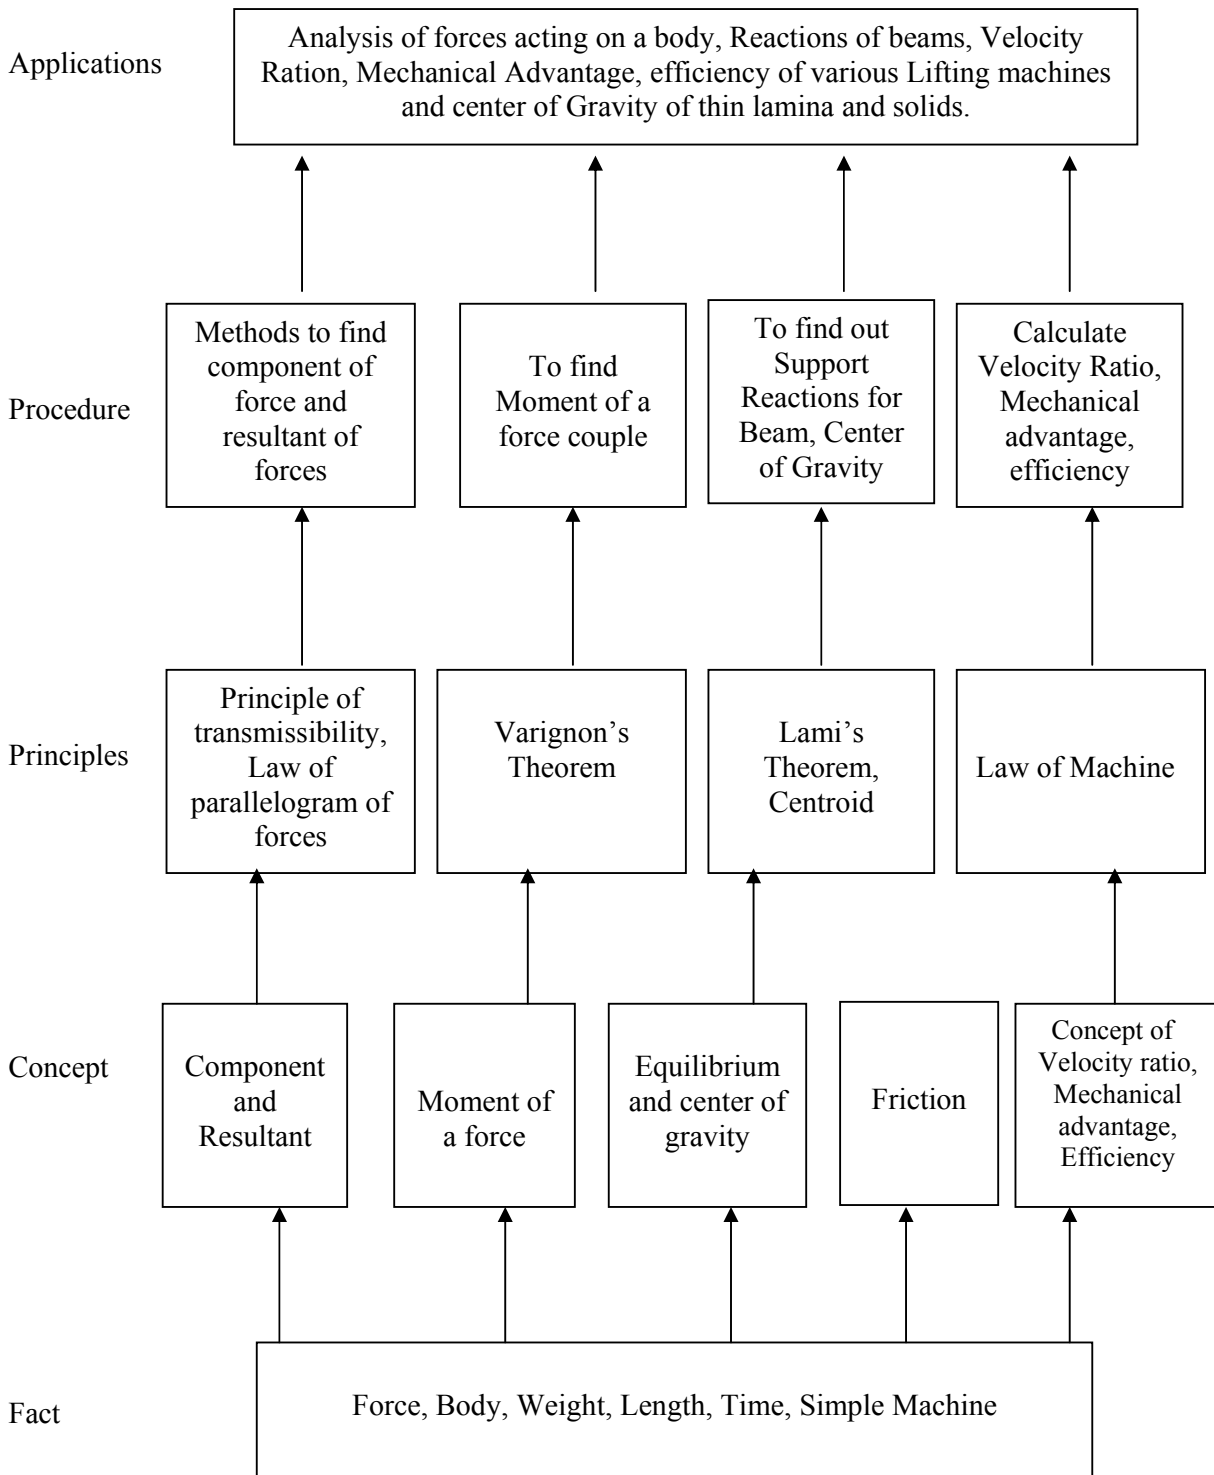 Applications
Analysis of forces acting on a body, Reactions of beams, Velocity
Ration, Mechanical Advantage, efficiency of various Lifting machines
and center of Gravity of thin lamina and solids.
Procedure
Methods to find
component of
force and
resultant of
forces
To find
Moment of a
force couple
To find out
Support
Reactions for
Beam, Center
of Gravity
Calculate
Velocity Ratio,
Mechanical
advantage,
efficiency
Principles
Principle of
transmissibility,
Law of
parallelogram of
forces
Varignon’s
Theorem
Lami’s
Theorem,
Centroid
Law of Machine
Concept
Component
and
Resultant
Moment of
a force
Equilibrium
and center of
gravity
Friction
Concept of
Velocity ratio,
Mechanical
advantage,
Efficiency
Fact
Force, Body, Weight, Length, Time, Simple Machine